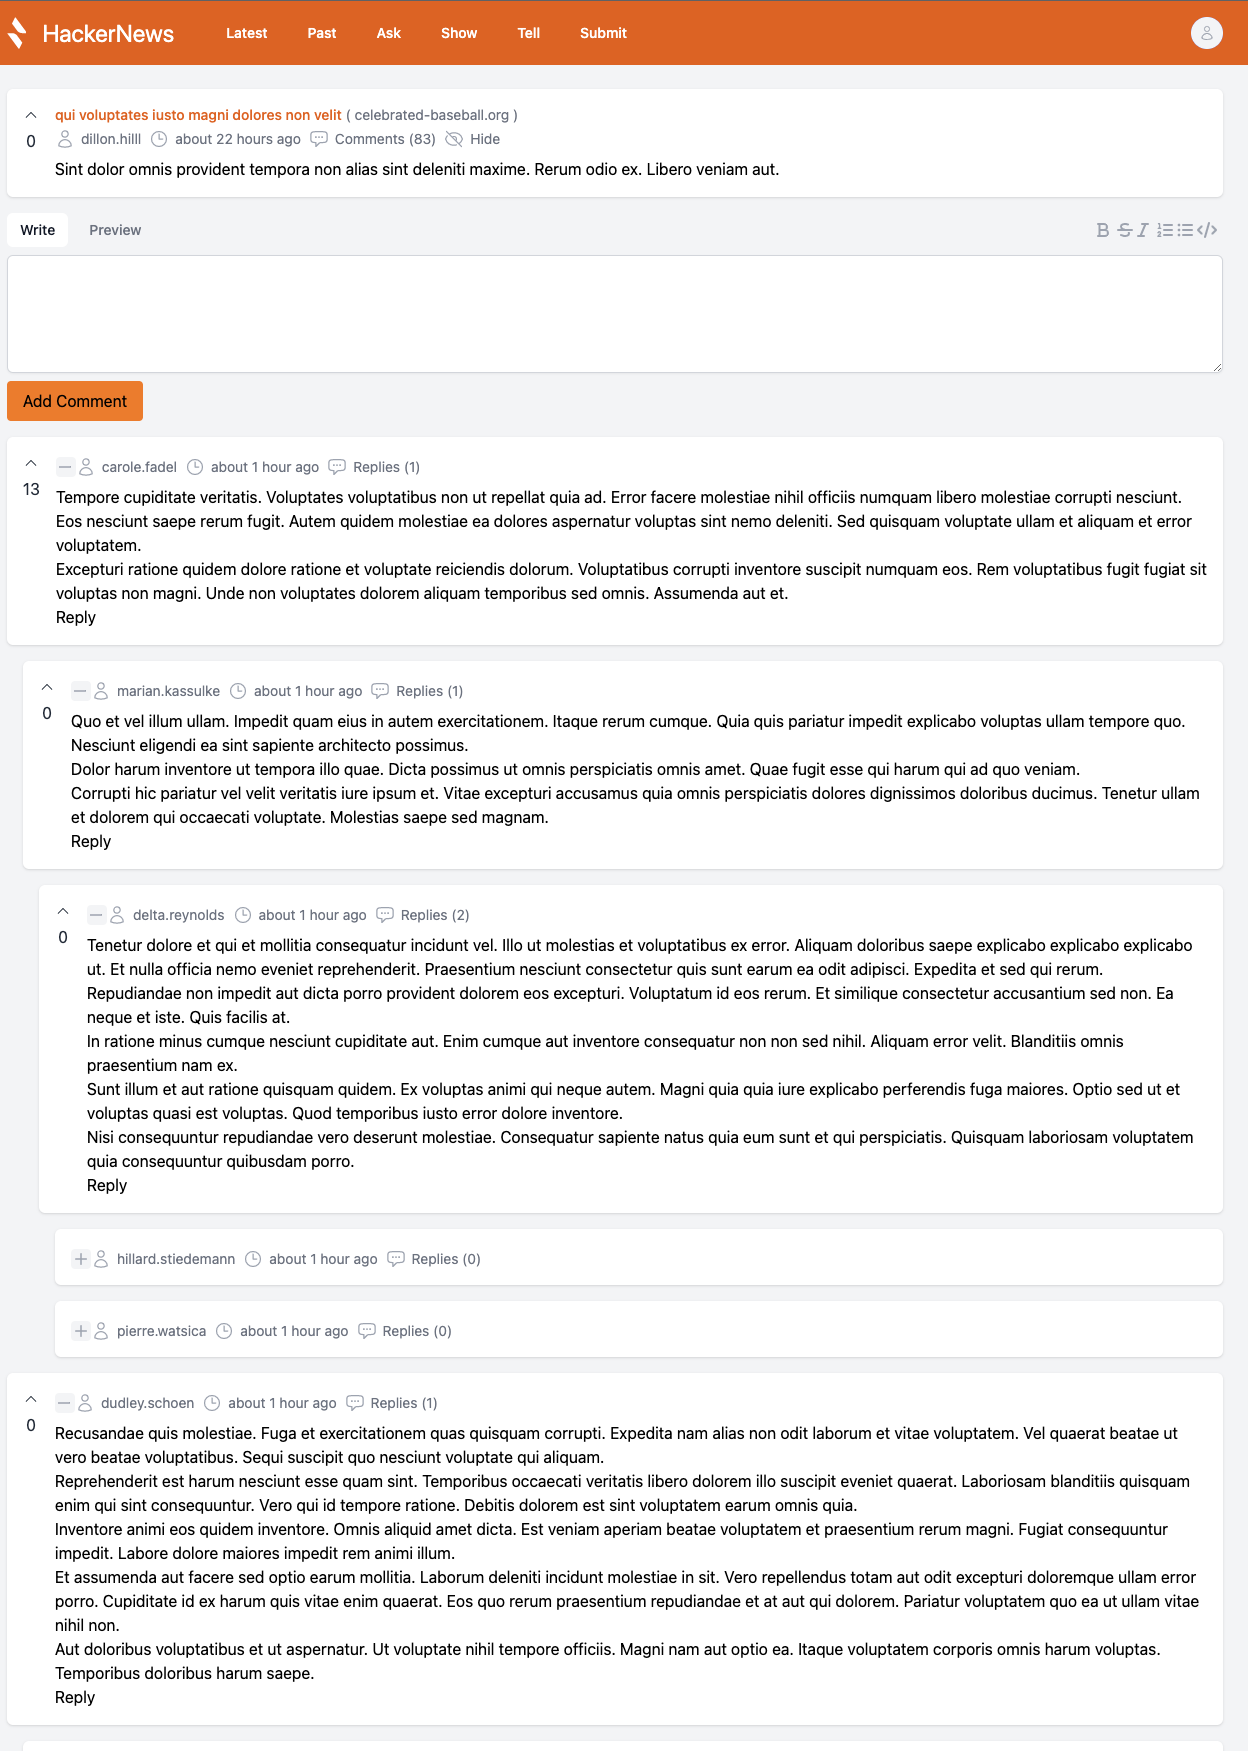 HackerNews Latest Past Ask Show Tell Submit
qui voluptates iusto magni dolores non velit ( celebrated-baseball.org )
0 dillon.hilll about 22 hours ago Comments (83) Hide
Sint dolor omnis provident tempora non alias sint deleniti maxime. Rerum odio ex. Libero veniam aut.
Write Preview
Add Comment
carole.fadel about 1 hour ago Replies (1)
13
Tempore cupiditate veritatis. Voluptates voluptatibus non ut repellat quia ad. Error facere molestiae nihil officiis numquam libero molestiae corrupti nesciunt.
Eos nesciunt saepe rerum fugit. Autem quidem molestiae ea dolores aspernatur voluptas sint nemo deleniti. Sed quisquam voluptate ullam et aliquam et error
voluptatem.
Excepturi ratione quidem dolore ratione et voluptate reiciendis dolorum. Voluptatibus corrupti inventore suscipit numquam eos. Rem voluptatibus fugit fugiat sit
voluptas non magni. Unde non voluptates dolorem aliquam temporibus sed omnis. Assumenda aut et.
Reply
marian.kassulke about 1 hour ago Replies (1)
0
Quo et vel illum ullam. Impedit quam eius in autem exercitationem. Itaque rerum cumque. Quia quis pariatur impedit explicabo voluptas ullam tempore quo.
Nesciunt eligendi ea sint sapiente architecto possimus.
Dolor harum inventore ut tempora illo quae. Dicta possimus ut omnis perspiciatis omnis amet. Quae fugit esse qui harum qui ad quo veniam.
Corrupti hic pariatur vel velit veritatis iure ipsum et. Vitae excepturi accusamus quia omnis perspiciatis dolores dignissimos doloribus ducimus. Tenetur ullam
et dolorem qui occaecati voluptate. Molestias saepe sed magnam.
Reply
delta.reynolds about 1 hour ago Replies (2)
0
Tenetur dolore et qui et mollitia consequatur incidunt vel. Illo ut molestias et voluptatibus ex error. Aliquam doloribus saepe explicabo explicabo explicabo
ut. Et nulla officia nemo eveniet reprehenderit. Praesentium nesciunt consectetur quis sunt earum ea odit adipisci. Expedita et sed qui rerum.
Repudiandae non impedit aut dicta porro provident dolorem eos excepturi. Voluptatum id eos rerum. Et similique consectetur accusantium sed non. Ea
neque et iste. Quis facilis at.
In ratione minus cumque nesciunt cupiditate aut. Enim cumque aut inventore consequatur non non sed nihil. Aliquam error velit. Blanditiis omnis
praesentium nam ex.
Sunt illum et aut ratione quisquam quidem. Ex voluptas animi qui neque autem. Magni quia quia iure explicabo perferendis fuga maiores. Optio sed ut et
voluptas quasi est voluptas. Quod temporibus iusto error dolore inventore.
Nisi consequuntur repudiandae vero deserunt molestiae. Consequatur sapiente natus quia eum sunt et qui perspiciatis. Quisquam laboriosam voluptatem
quia consequuntur quibusdam porro.
Reply
hillard.stiedemann about 1 hour ago Replies (0)
pierre.watsica about 1 hour ago Replies (0)
dudley.schoen about 1 hour ago Replies (1)
0
Recusandae quis molestiae. Fuga et exercitationem quas quisquam corrupti. Expedita nam alias non odit laborum et vitae voluptatem. Vel quaerat beatae ut
vero beatae voluptatibus. Sequi suscipit quo nesciunt voluptate qui aliquam.
Reprehenderit est harum nesciunt esse quam sint. Temporibus occaecati veritatis libero dolorem illo suscipit eveniet quaerat. Laboriosam blanditiis quisquam
enim qui sint consequuntur. Vero qui id tempore ratione. Debitis dolorem est sint voluptatem earum omnis quia.
Inventore animi eos quidem inventore. Omnis aliquid amet dicta. Est veniam aperiam beatae voluptatem et praesentium rerum magni. Fugiat consequuntur
impedit. Labore dolore maiores impedit rem animi illum.
Et assumenda aut facere sed optio earum mollitia. Laborum deleniti incidunt molestiae in sit. Vero repellendus totam aut odit excepturi doloremque ullam error
porro. Cupiditate id ex harum quis vitae enim quaerat. Eos quo rerum praesentium repudiandae et at aut qui dolorem. Pariatur voluptatem quo ea ut ullam vitae
nihil non.
Aut doloribus voluptatibus et ut aspernatur. Ut voluptate nihil tempore officiis. Magni nam aut optio ea. Itaque voluptatem corporis omnis harum voluptas.
Temporibus doloribus harum saepe.
Reply